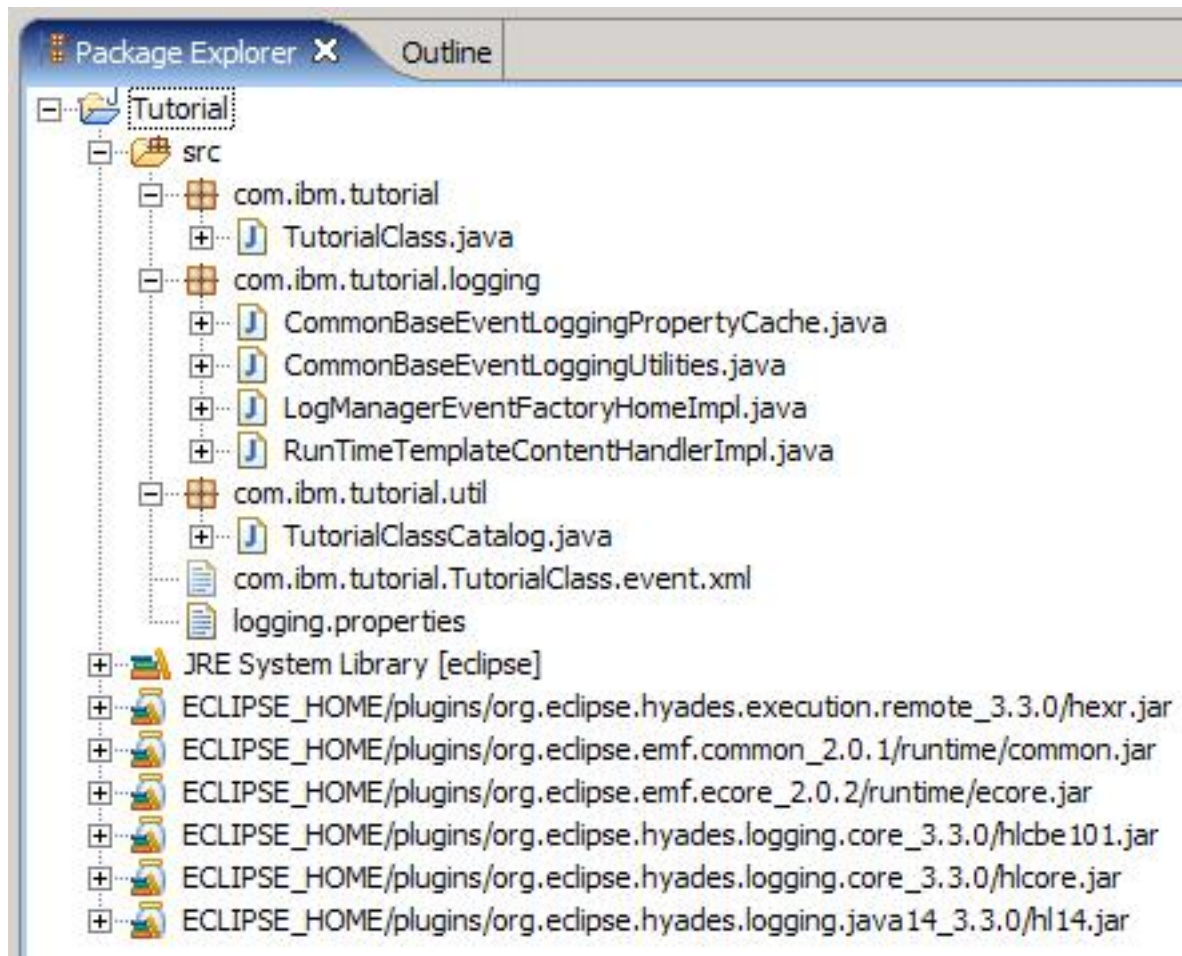 Package Explorer Outline
Tutorial
src
com.ibm.tutorial
TutorialClass.java
com.ibm.tutorial.logging
CommonBaseEventLoggingPropertyCache.java
CommonBaseEventLoggingUtilities.java
LogManagerEventFactoryHomeImpl.java
RunTimeTemplateContentHandlerImpl.java
com.ibm.tutorial.util
TutorialClassCatalog.java
com.ibm.tutorial.TutorialClass.event.xml
logging.properties
JRE System Library [eclipse]
ECLIPSE_HOME/plugins/org.eclipse.hyades.execution.remote_3.3.0/hexr.jar
ECLIPSE_HOME/plugins/org.eclipse.emf.common_2.0.1/runtime/common.jar
ECLIPSE_HOME/plugins/org.eclipse.emf.ecore_2.0.2/runtime/ecore.jar
ECLIPSE_HOME/plugins/org.eclipse.hyades.logging.core_3.3.0/hlcbe101.jar
ECLIPSE_HOME/plugins/org.eclipse.hyades.logging.core_3.3.0/hlcore.jar
ECLIPSE_HOME/plugins/org.eclipse.hyades.logging.java14_3.3.0/hl14.jar